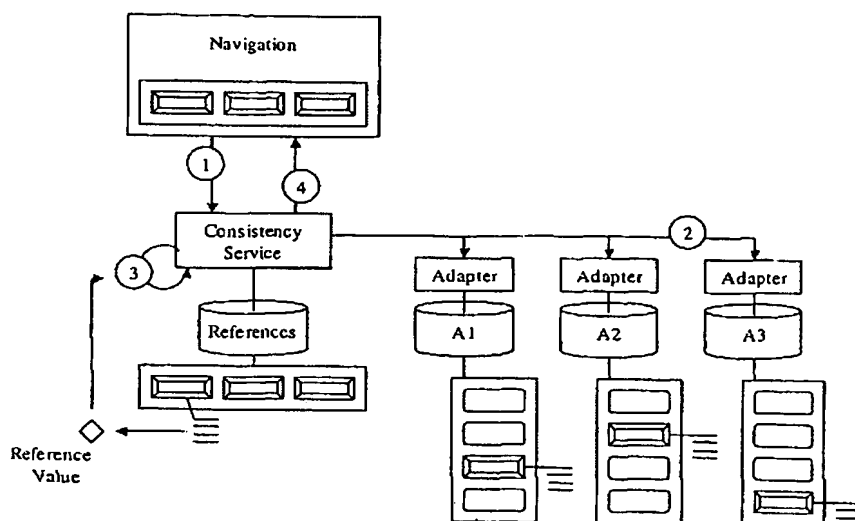 Navigation
1
4
Consistency
Service
2
3
Adapter
Adapter
Adapter
References
A1
A2
A3
Reference
Value